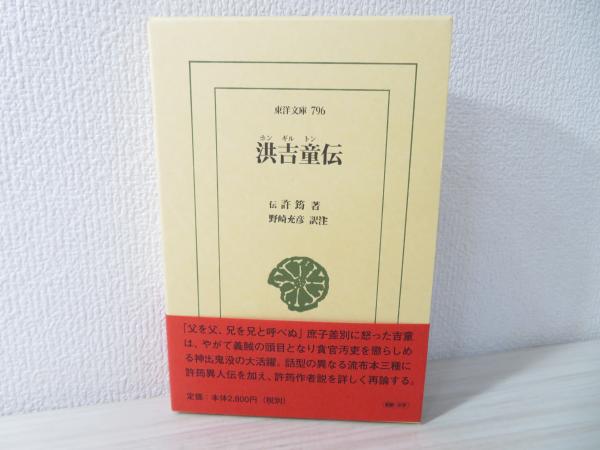 東洋文庫 796
ホン ギル トン
洪吉童伝
伝 許筠 著
野崎充彦 訳注
「父を父、兄を兄と呼べぬ」庶子差別に怒った吉童
は、やがて義賊の頭目となり貪官汚吏を懲らしめ
る神出鬼没の大活躍。話型の異なる流布本三種に
許筠異人伝を加え、許筠作者説を詳しく再論する。
定価：本体2,800円（税別）